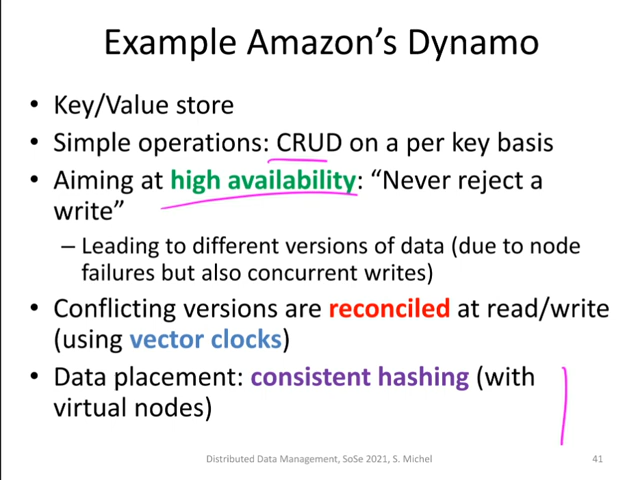 Example Amazon's Dynamo
• Key/Value store
• Simple operations: CRUD on a per key basis
• Aiming at high availability: “Never reject a
write”
– Leading to different versions of data (due to node
failures but also concurrent writes)
• Conflicting versions are reconciled at read/write
(using vector clocks)
• Data placement: consistent hashing (with
virtual nodes)
Distributed Data Management, SoSe 2021, S. Michel
41